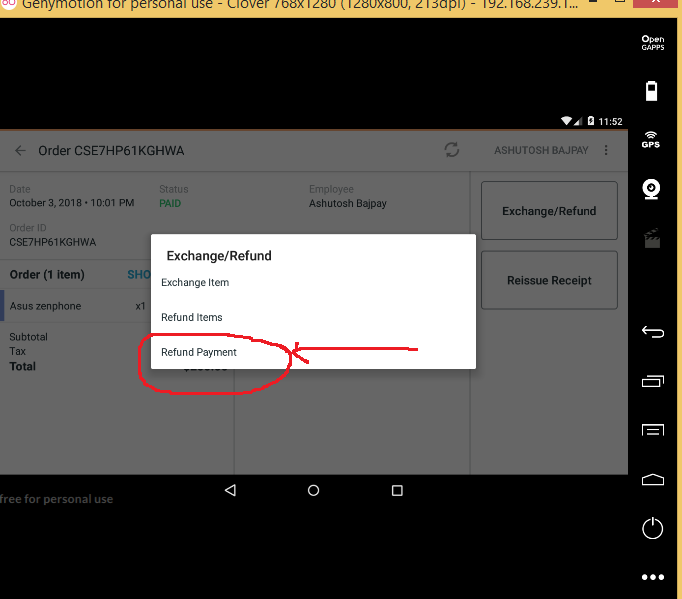 Genymotion for personal use - Clover 768x1280 (1280x800, 213dpi) - 192.168.239.1...
Open
GAPPS
11:52
GPS
Order CSE7HP61KGHWA
ASHUTOSH BAJPAY
Date
Status
Employee
October 3, 2018 • 10:01 PM
PAID
Ashutosh Bajpay
Exchange/Refund
Order ID
CSE7HP61KGHWA
Exchange/Refund
Order (1 item)
SHO
Exchange Item
Reissue Receipt
Asus zenphone
x1
Refund Items
Subtotal
Tax
Refund Payment
Total
free for personal use